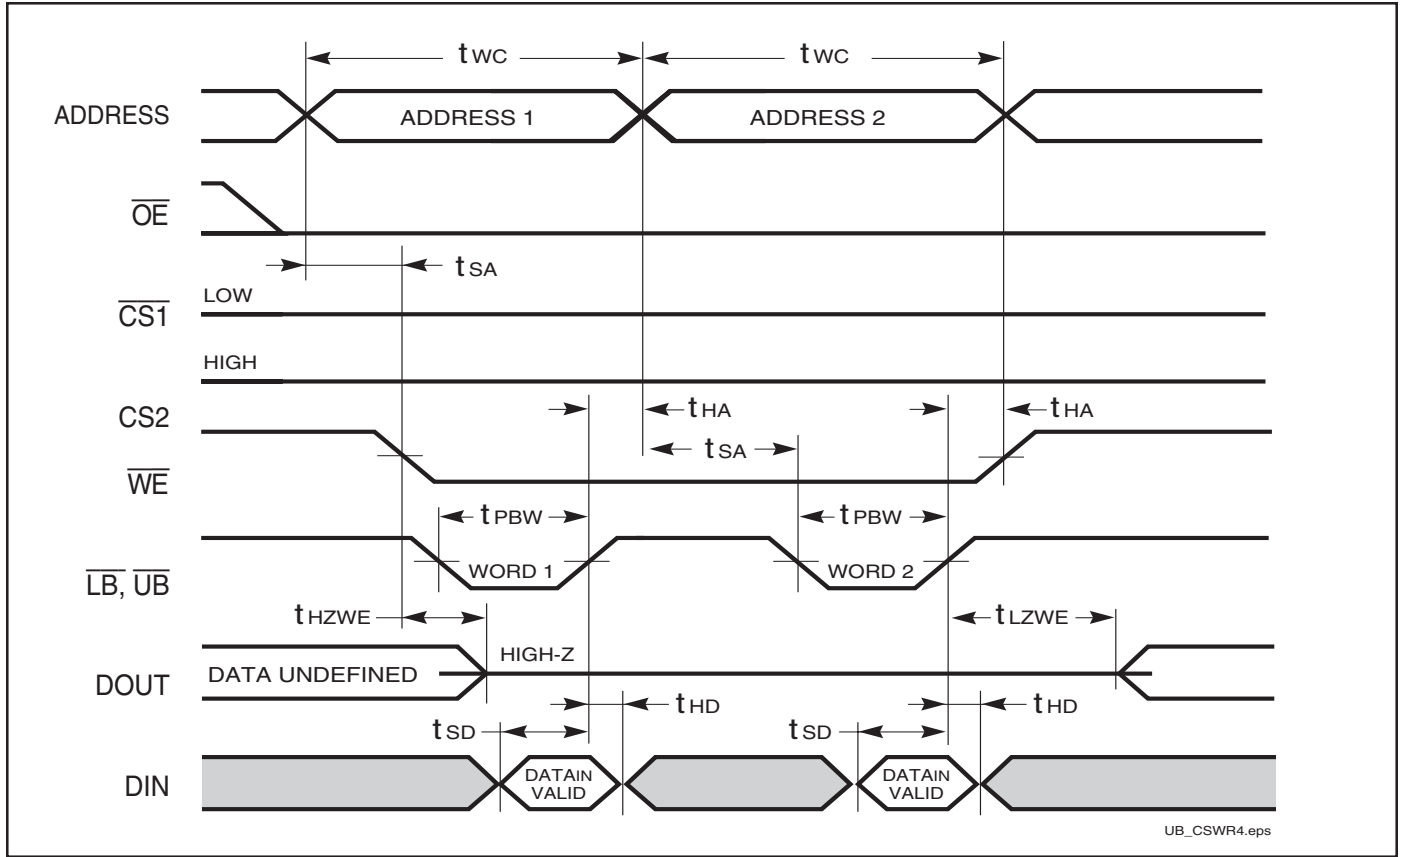 tWC tWC
ADDRESS ADDRESS 1 ADDRESS 2
OE
tSA
LOW
CS1
HIGH
CS2 tHA tHA
tSA
WE
tPBW tPBW
LB, UB WORD 1 WORD 2
tHZWE tLZWE
HIGH-Z
DOUT DATA UNDEFINED
tHD tHD
tSD tSD
DIN DATAIN VALID DATAIN VALID
UB_CSWR4.eps